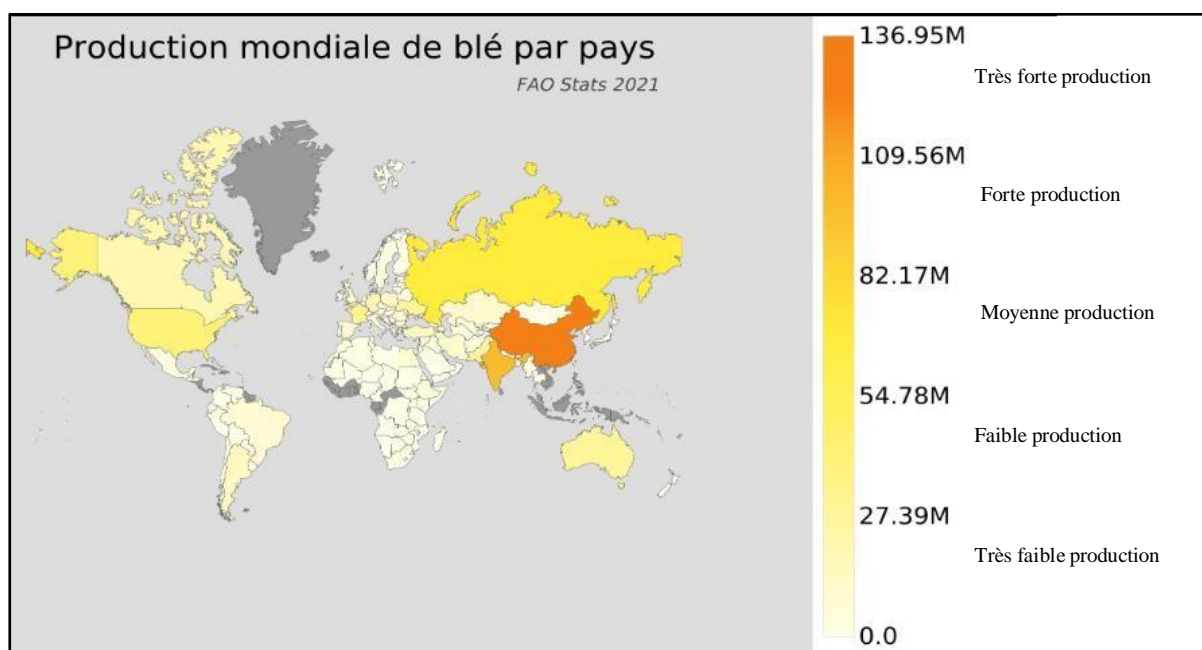 Production mondiale de blé par pays
FAO Stats 2021
136.95M
Très forte production
109.56M
Forte production
82.17M
Moyenne production
54.78M
Faible production
27.39M
Très faible production
0.0